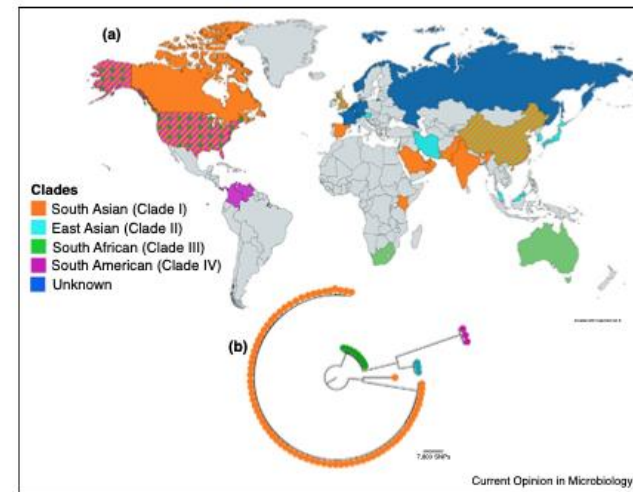 (a)
Clades
South Asian (Clade I)
East Asian (Clade II)
South African (Clade III)
South American (Clade IV)
Unknown
(b)
7,800 SNPs
Current Opinion in Microbiology